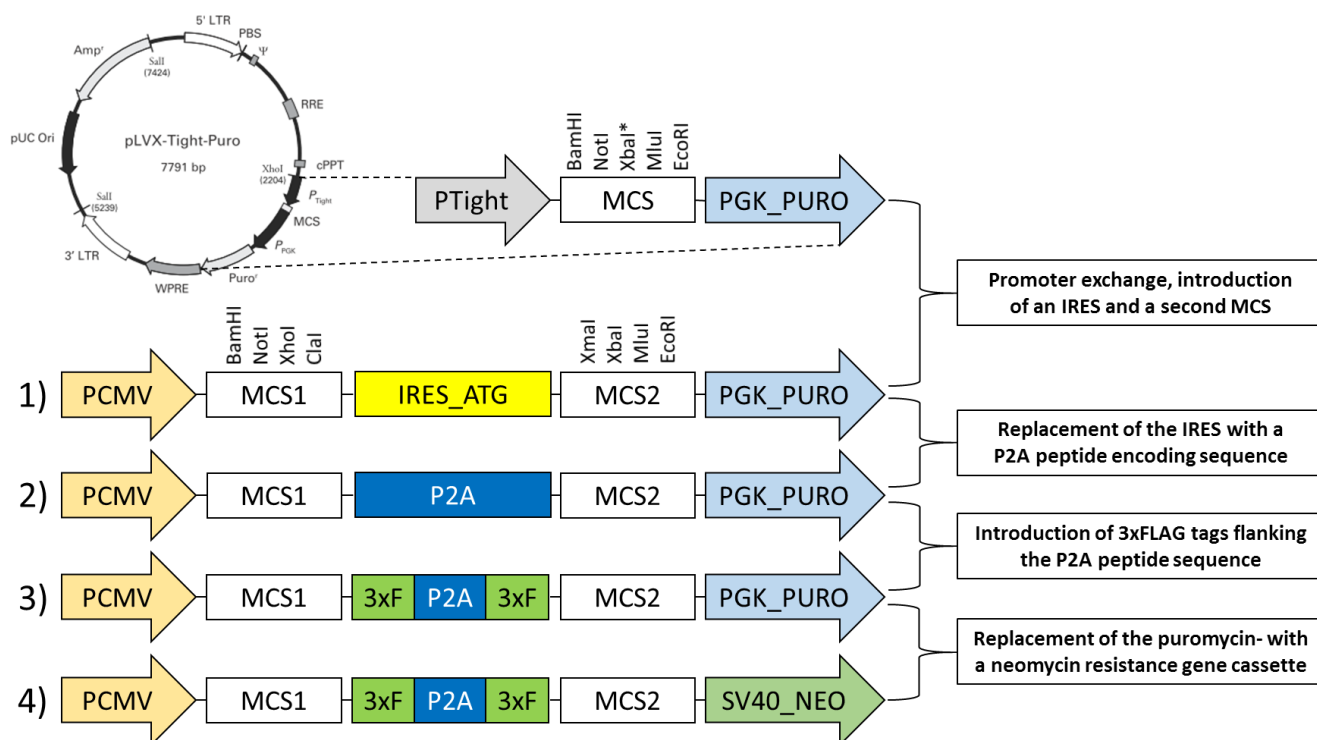 5′ LTR
PBS
Ψ
Ampʳ
SalI
(7424)
RRE
pUC Ori
pLVX-Tight-Puro
7791 bp
cPPT
XhoI
(2204)
PTight
MCS
SalI
(5239)
PPGK
3′ LTR
WPRE
Puroʳ
BamHI
NotI
XbaI*
MluI
EcoRI
PTight
MCS
PGK_PURO
Promoter exchange, introduction
of an IRES and a second MCS
BamHI
NotI
XhoI
ClaI
XmaI
XbaI
MluI
EcoRI
1)
PCMV
MCS1
IRES_ATG
MCS2
PGK_PURO
Replacement of the IRES with a
P2A peptide encoding sequence
2)
PCMV
MCS1
P2A
MCS2
PGK_PURO
Introduction of 3xFLAG tags flanking
the P2A peptide sequence
3)
PCMV
MCS1
3xF
P2A
3xF
MCS2
PGK_PURO
Replacement of the puromycin- with
a neomycin resistance gene cassette
4)
PCMV
MCS1
3xF
P2A
3xF
MCS2
SV40_NEO